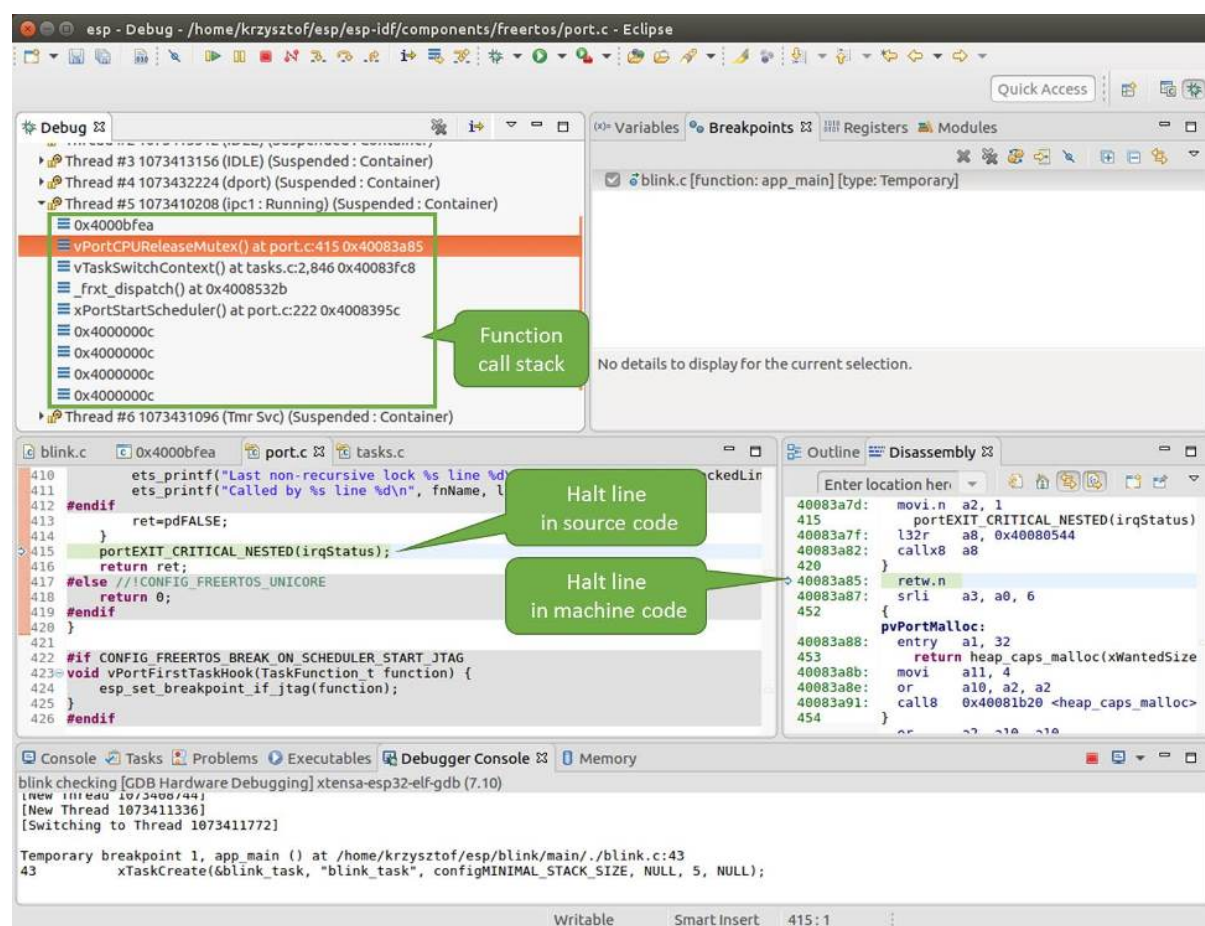 esp - Debug - /home/krzysztof/esp/esp-idf/components/freertos/port.c - Eclipse
Quick Access
Debug
Thread #3 1073413156 (IDLE) (Suspended : Container)
Thread #4 1073432224 (dport) (Suspended : Container)
Thread #5 1073410208 (ipc1 : Running) (Suspended : Container)
0x4000bfea
vPortCPUReleaseMutex() at port.c:415 0x40083a85
vTaskSwitchContext() at tasks.c:2,846 0x40083fc8
_frxt_dispatch() at 0x4008532b
xPortStartScheduler() at port.c:222 0x4008395c
0x4000000c
0x4000000c
0x4000000c
0x4000000c
Thread #6 1073431096 (Tmr Svc) (Suspended : Container)
Function
call stack
(x)= Variables Breakpoints Registers Modules
blink.c [function: app_main] [type: Temporary]
No details to display for the current selection.
blink.c 0x4000bfea port.c tasks.c
410 ets_printf("Last non-recursive lock %s line %d
411 ets_printf("Called by %s line %d\n", fnName, l
412 #endif
413 ret=pdFALSE;
414 }
415 portEXIT_CRITICAL_NESTED(irqStatus);
416 return ret;
417 #else //!CONFIG_FREERTOS_UNICORE
418 return 0;
419 #endif
420 }
421
422 #if CONFIG_FREERTOS_BREAK_ON_SCHEDULER_START_JTAG
423 void vPortFirstTaskHook(TaskFunction_t function) {
424 esp_set_breakpoint_if_jtag(function);
425 }
426 #endif
Halt line
in source code
Halt line
in machine code
Outline Disassembly
Enter location her
40083a7d: movi.n a2, 1
415 portEXIT_CRITICAL_NESTED(irqStatus)
40083a7f: l32r a8, 0x40080544
40083a82: callx8 a8
420 }
40083a85: retw.n
40083a87: srli a3, a0, 6
452 {
pvPortMalloc:
40083a88: entry a1, 32
453 return heap_caps_malloc(xWantedSize
40083a8b: movi a11, 4
40083a8e: or a10, a2, a2
40083a91: call8 0x40081b20 <heap_caps_malloc>
454 }
Console Tasks Problems Executables Debugger Console Memory
blink checking [GDB Hardware Debugging] xtensa-esp32-elf-gdb (7.10)
[New Thread 1073408744]
[New Thread 1073411336]
[Switching to Thread 1073411772]
Temporary breakpoint 1, app_main () at /home/krzysztof/esp/blink/main/./blink.c:43
43 xTaskCreate(&blink_task, "blink_task", configMINIMAL_STACK_SIZE, NULL, 5, NULL);
Writable Smart Insert 415 : 1